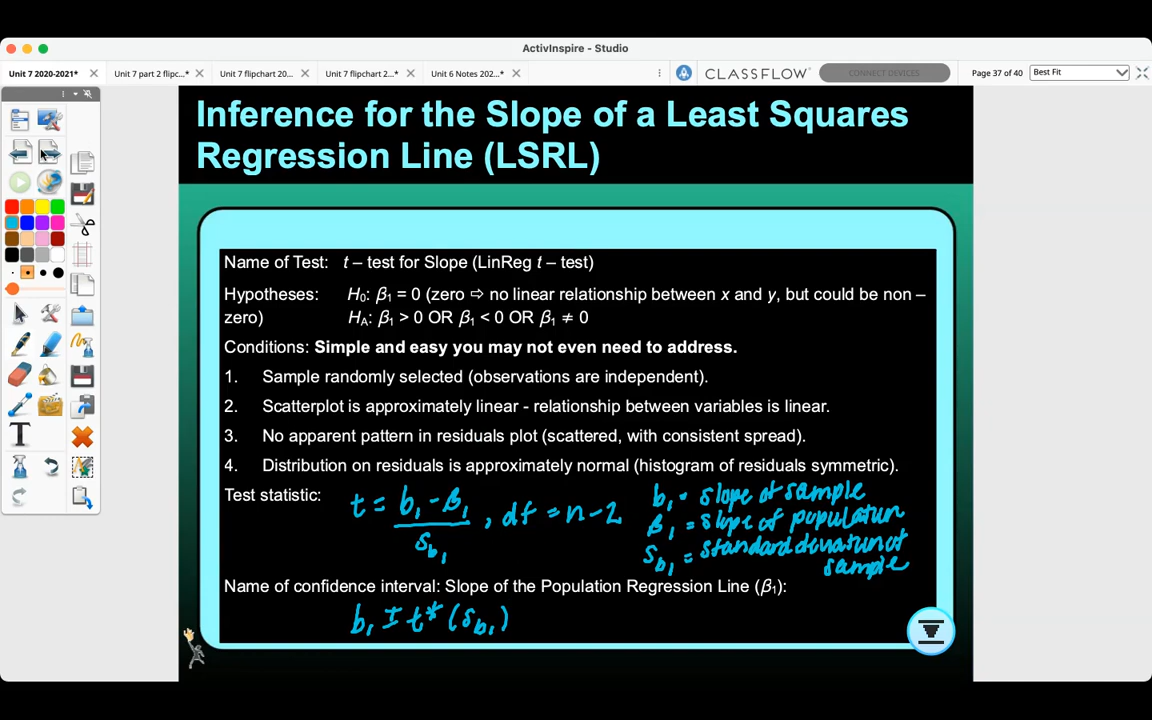 ActivInspire - Studio
Unit 7 2020-2021*
Unit 7 part 2 flipc...*
Unit 7 flipchart 20...
Unit 7 flipchart 2...*
Unit 6 Notes 202...*
CLASSFLOW
CONNECT DEVICES
Page 37 of 40
Best Fit
Inference for the Slope of a Least Squares
Regression Line (LSRL)
Name of Test: t – test for Slope (LinReg t – test)
Hypotheses: H₀: β₁ = 0 (zero ⇨ no linear relationship between x and y, but could be non –
zero) Hᴀ: β₁ > 0 OR β₁ < 0 OR β₁ ≠ 0
Conditions: Simple and easy you may not even need to address.
1. Sample randomly selected (observations are independent).
2. Scatterplot is approximately linear - relationship between variables is linear.
3. No apparent pattern in residuals plot (scattered, with consistent spread).
4. Distribution on residuals is approximately normal (histogram of residuals symmetric).
Test statistic: t = b₁ - β₁ / s_b₁ , df = n - 2
b₁ = slope of sample
β₁ = slope of population
s_b₁ = standard deviation of
sample
Name of confidence interval: Slope of the Population Regression Line (β₁):
b₁ ± t* (s_b₁)
T